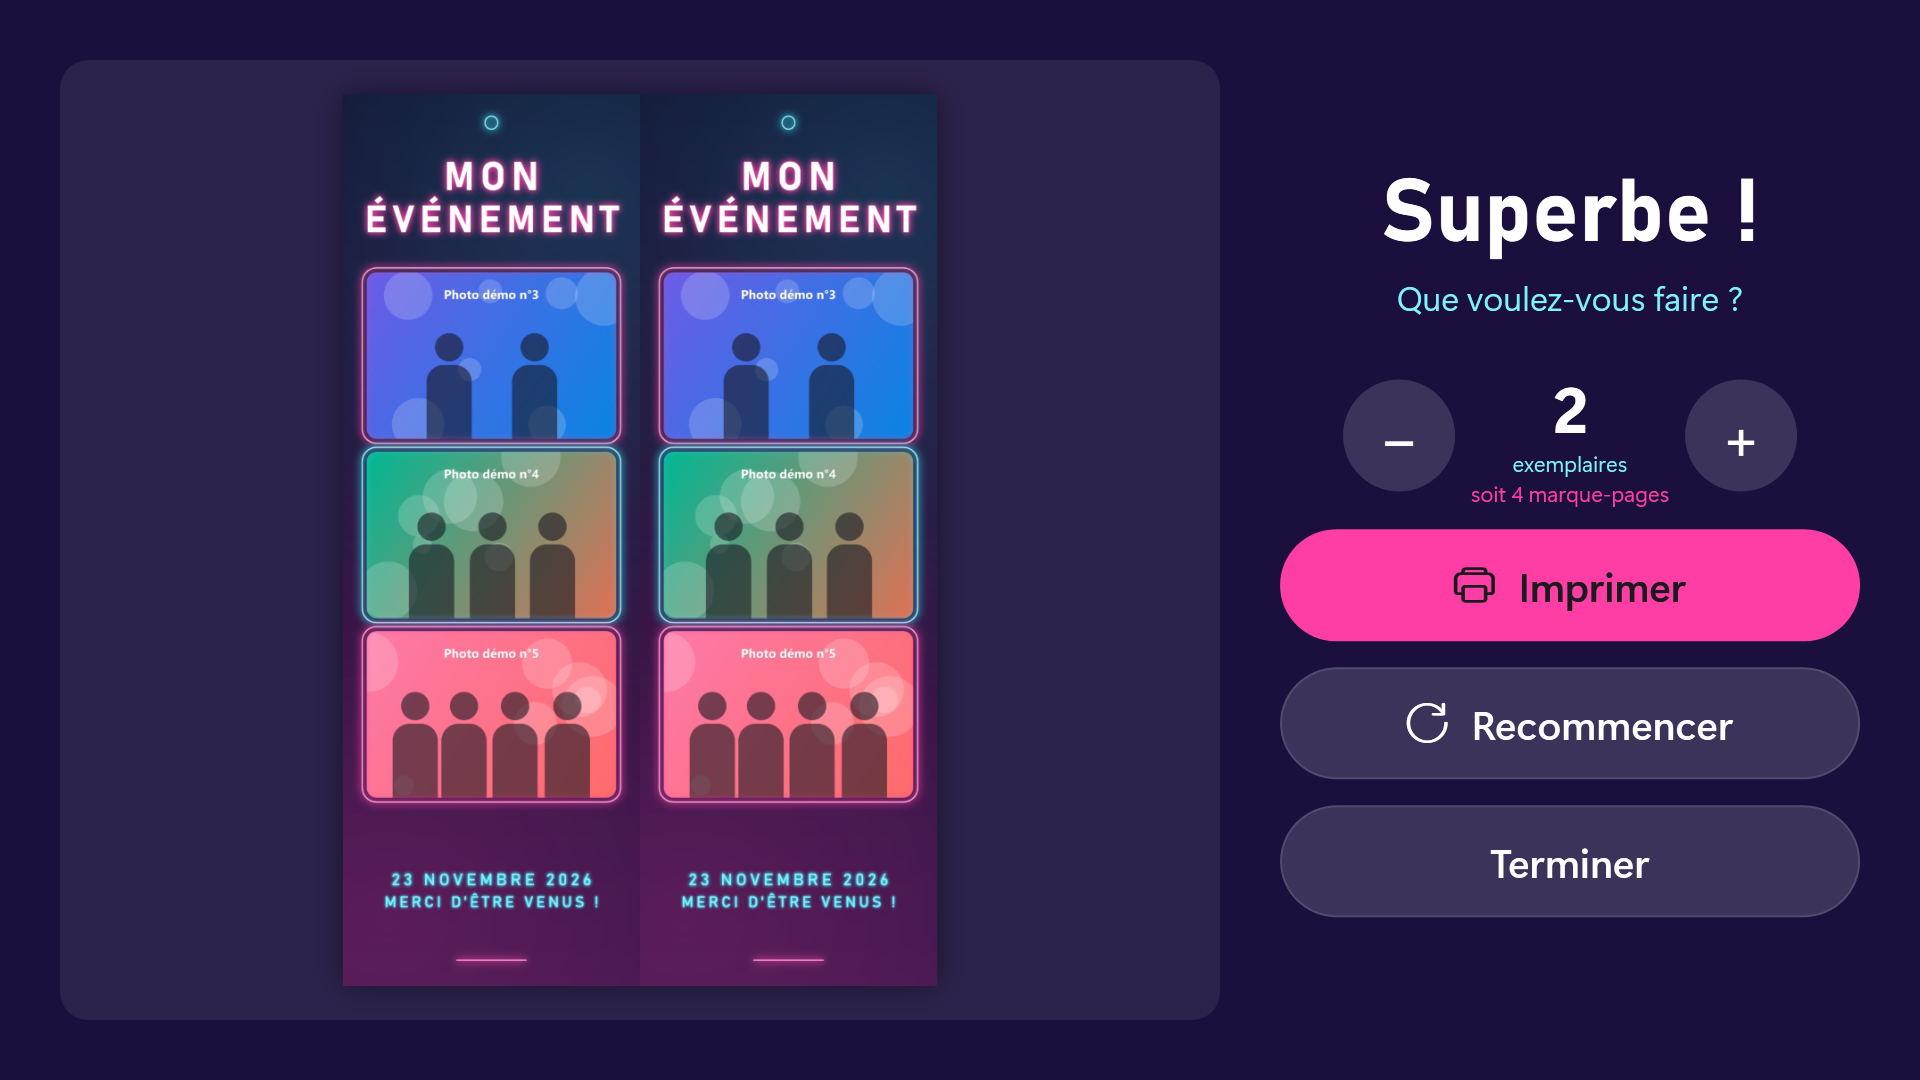 MON
ÉVÉNEMENT
Photo démo n°3
Photo démo n°4
Photo démo n°5
23 NOVEMBRE 2026
MERCI D'ÊTRE VENUS !
MON
ÉVÉNEMENT
Photo démo n°3
Photo démo n°4
Photo démo n°5
23 NOVEMBRE 2026
MERCI D'ÊTRE VENUS !
Superbe !
Que voulez-vous faire ?
–
2
+
exemplaires
soit 4 marque-pages
Imprimer
Recommencer
Terminer